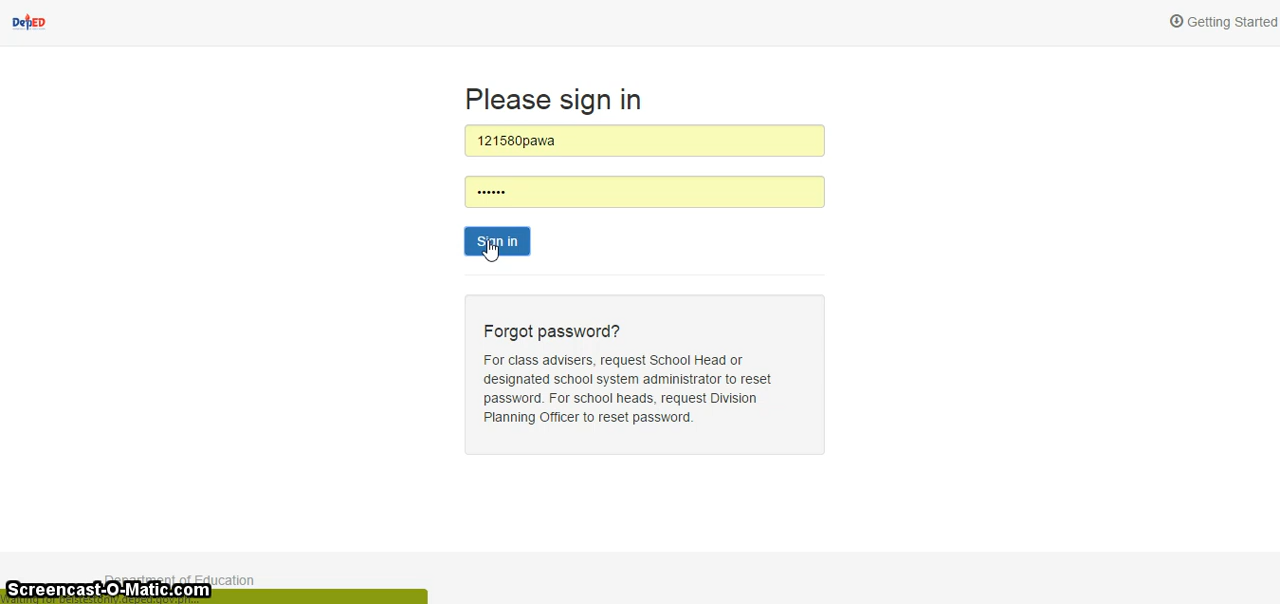 DepED
Getting Started
Please sign in
121580pawa
••••••
Sign in
Forgot password?
For class advisers, request School Head or
designated school system administrator to reset
password. For school heads, request Division
Planning Officer to reset password.
Department of Education
Screencast-O-Matic.com